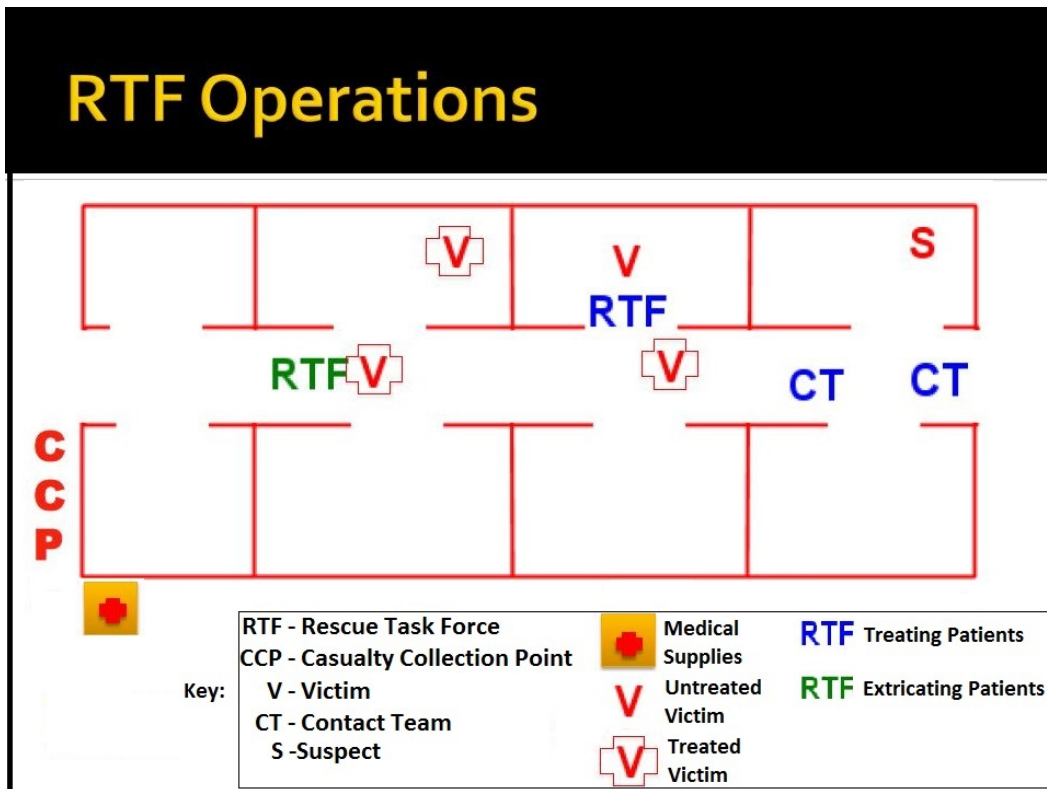 RTF Operations
V
V
S
RTF
RTF
V
V
CT
CT
C
C
P
Key:
RTF - Rescue Task Force
CCP - Casualty Collection Point
V - Victim
CT - Contact Team
S -Suspect
Medical
Supplies
V
Untreated
Victim
V
Treated
Victim
RTF Treating Patients
RTF Extricating Patients